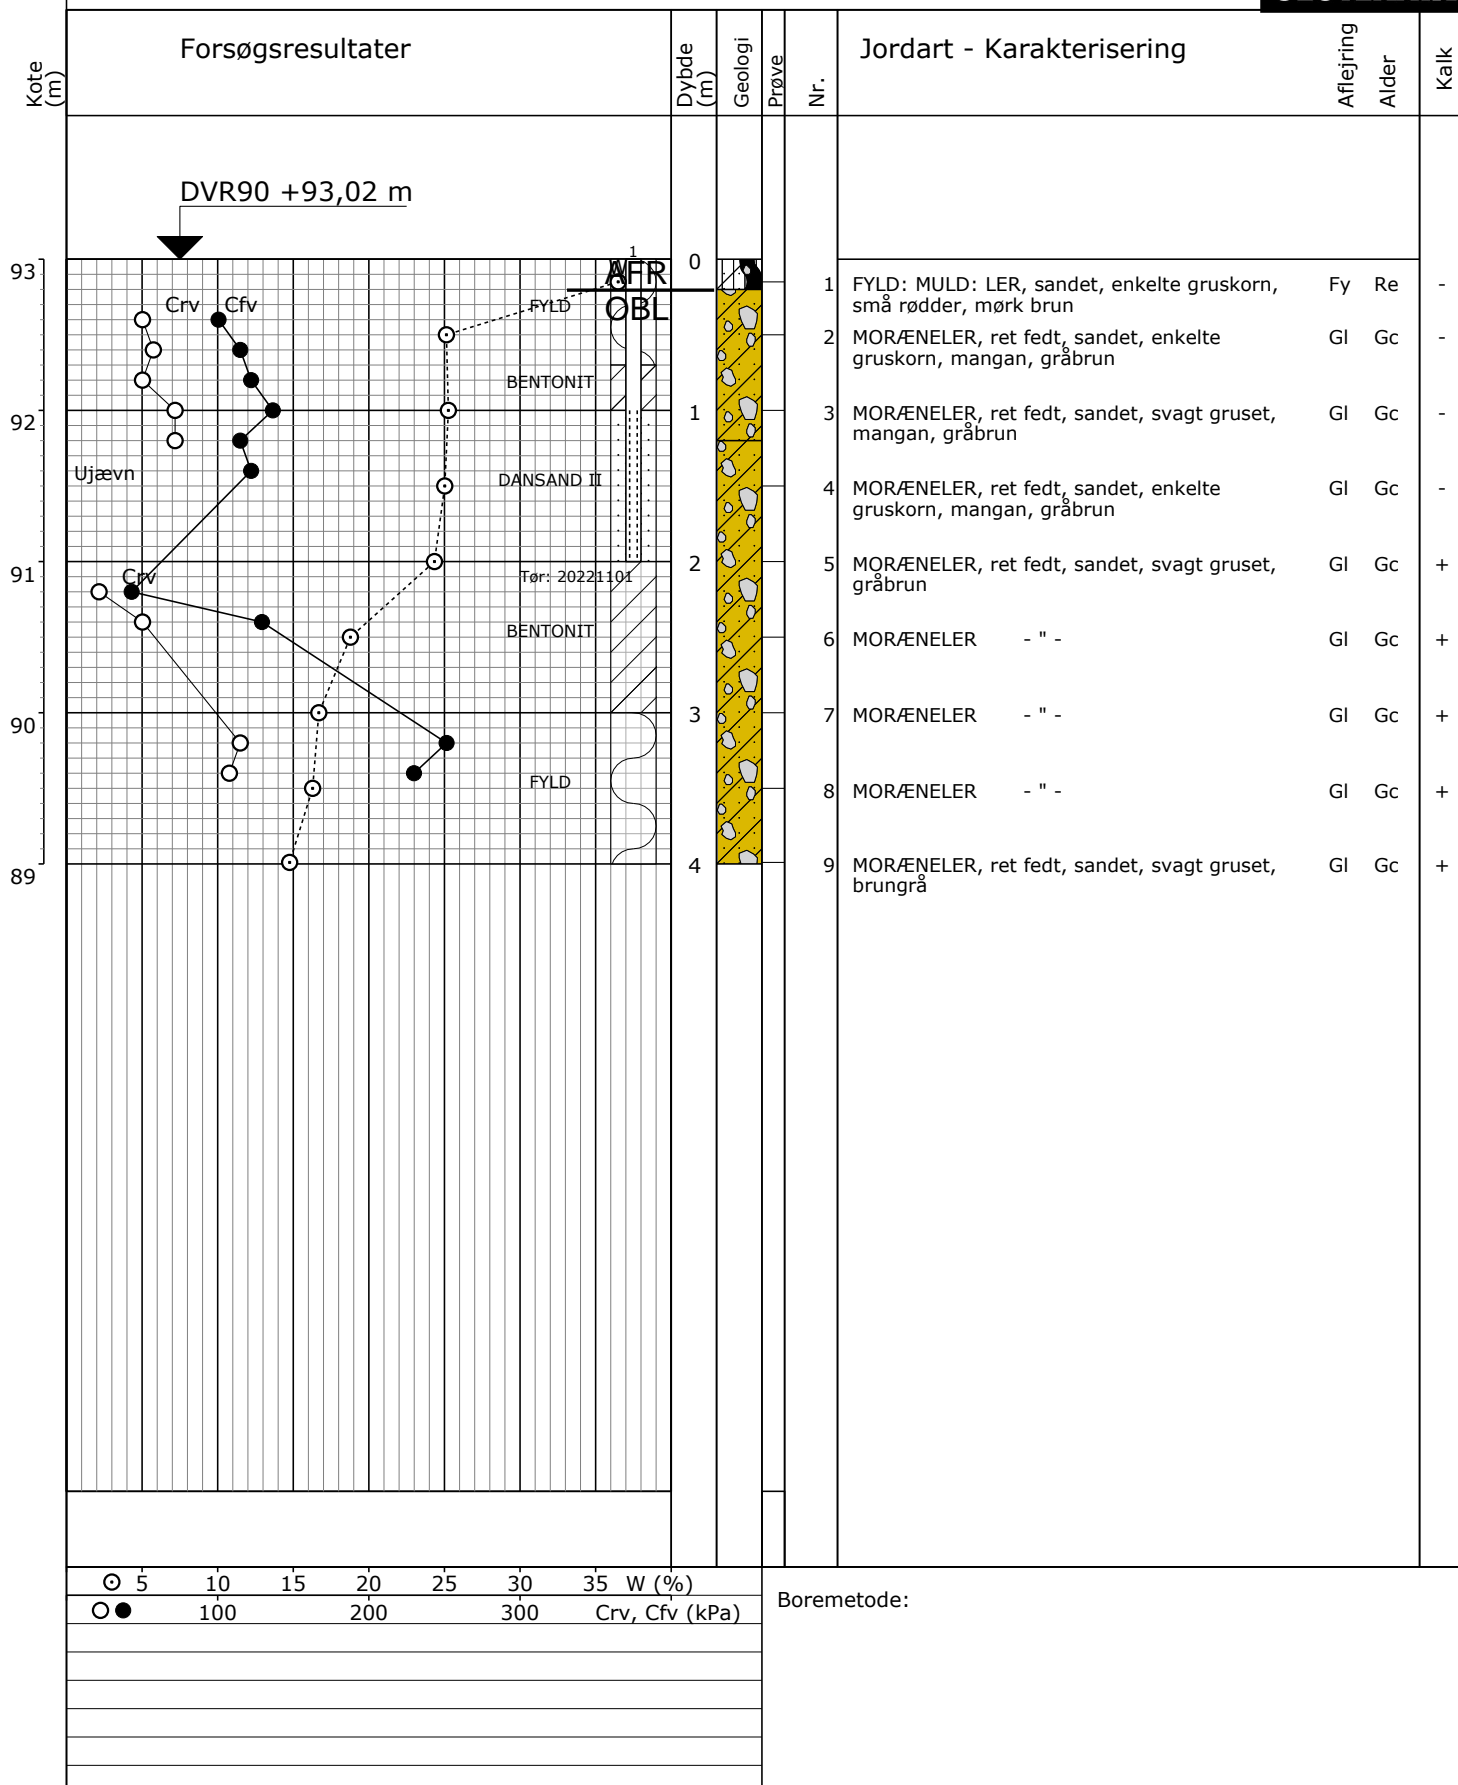 Forsøgsresultater
Kote (m)
Dybde (m)
Geologi
Prøve
Nr.
Jordart - Karakterisering
Aflejring
Alder
Kalk
DVR90 +93,02 m
1
93
AFR
0
Crv Cfv
FYLD
OBL
1 FYLD: MULD: LER, sandet, enkelte gruskorn, Fy Re -
små rødder, mørk brun
2 MORÆNELER, ret fedt, sandet, enkelte Gl Gc -
gruskorn, mangan, gråbrun
BENTONIT
92
1
3 MORÆNELER, ret fedt, sandet, svagt gruset, Gl Gc -
mangan, gråbrun
Ujævn
DANSAND II
4 MORÆNELER, ret fedt, sandet, enkelte Gl Gc -
gruskorn, mangan, gråbrun
91
Crv
Tør: 20221101
2
5 MORÆNELER, ret fedt, sandet, svagt gruset, Gl Gc +
gråbrun
BENTONIT
6 MORÆNELER - " - Gl Gc +
90
3
7 MORÆNELER - " - Gl Gc +
FYLD
8 MORÆNELER - " - Gl Gc +
89
4
9 MORÆNELER, ret fedt, sandet, svagt gruset, Gl Gc +
brungrå
5 10 15 20 25 30 35 W (%)
100 200 300 Crv, Cfv (kPa)
Boremetode: